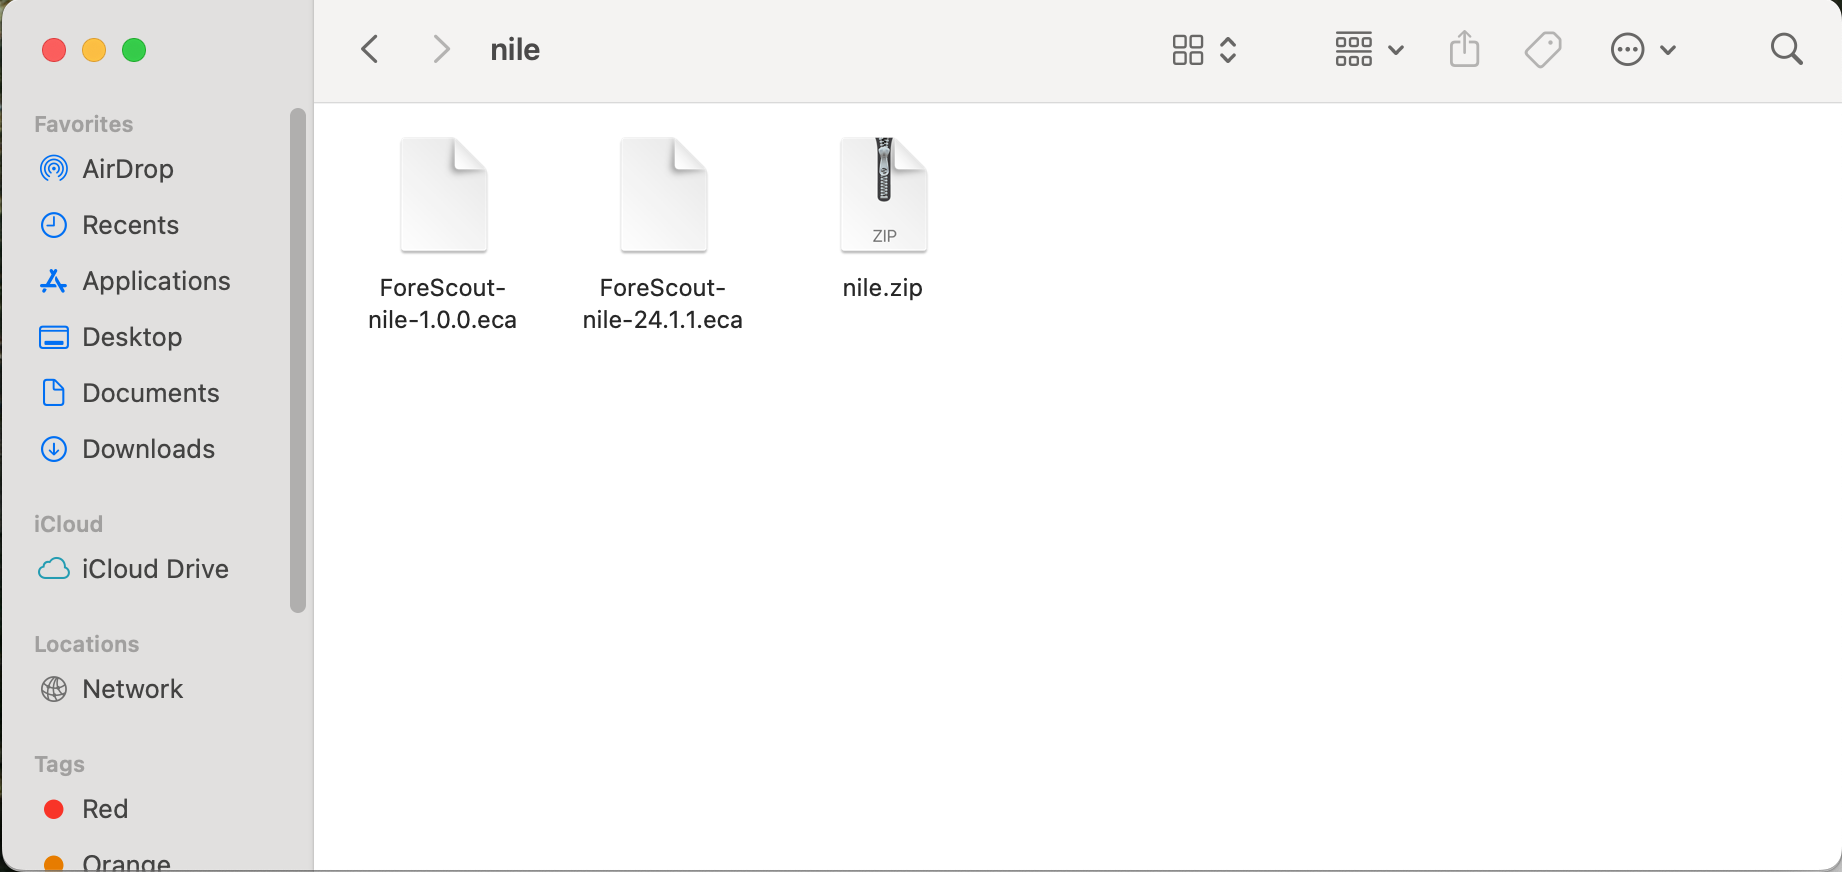 nile
Favorites
AirDrop
Recents
Applications
Desktop
Documents
Downloads
iCloud
iCloud Drive
Locations
Network
Tags
Red
Orange
ForeScout-
nile-1.0.0.eca
ForeScout-
nile-24.1.1.eca
ZIP
nile.zip